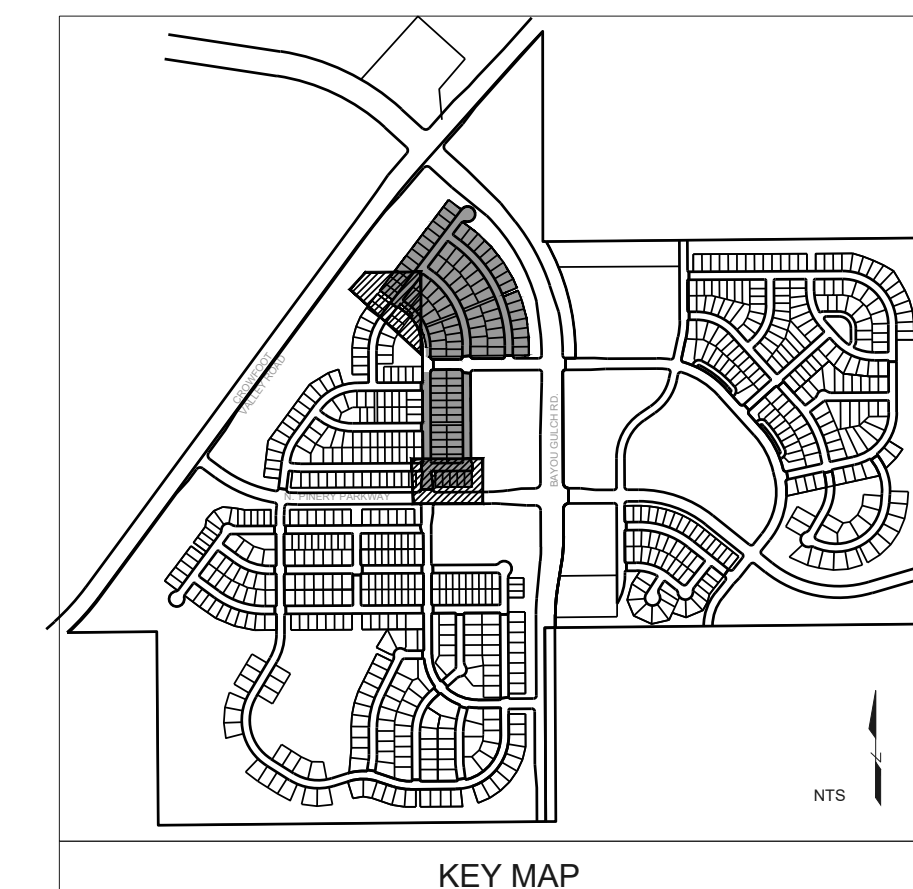 CROWFOOT
VALLEY ROAD
BAYOU GULCH RD.
N. PINERY PARKWAY
Z
NTS
KEY MAP